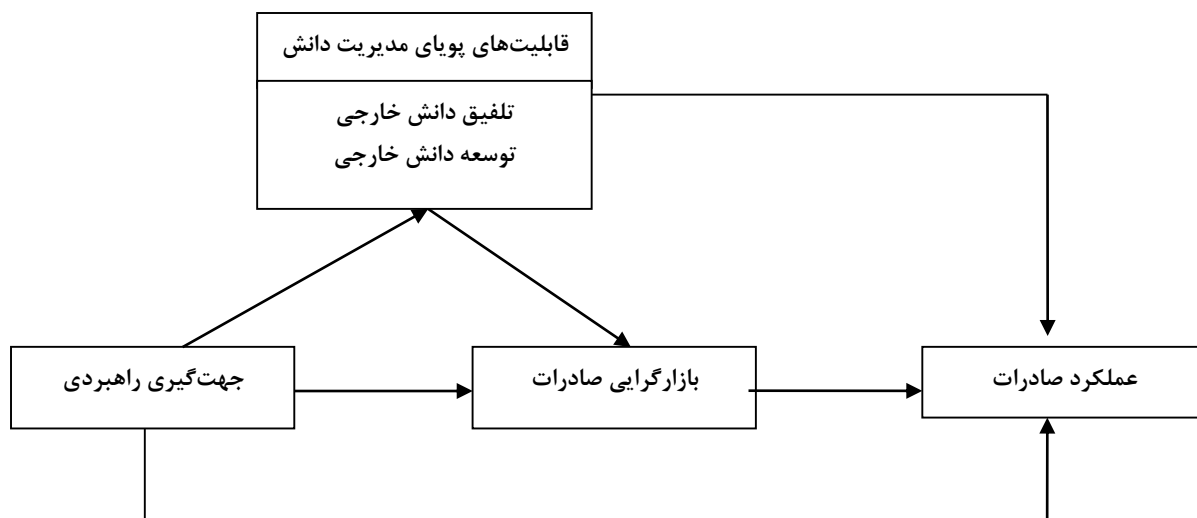 قابلیت‌های پویای مدیریت دانش
تلفیق دانش خارجی
توسعه دانش خارجی
عملکرد صادرات
بازارگرایی صادرات
جهت‌گیری راهبردی